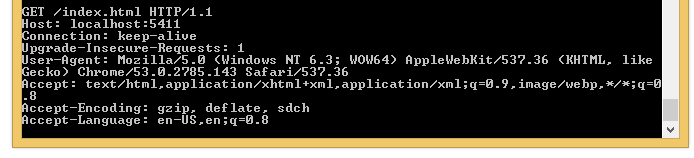 GET /index.html HTTP/1.1
Host: localhost:5411
Connection: keep-alive
Upgrade-Insecure-Requests: 1
User-Agent: Mozilla/5.0 (Windows NT 6.3; WOW64) AppleWebKit/537.36 (KHTML, like
Gecko) Chrome/53.0.2785.143 Safari/537.36
Accept: text/html,application/xhtml+xml,application/xml;q=0.9,image/webp,*/*;q=0
.8
Accept-Encoding: gzip, deflate, sdch
Accept-Language: en-US,en;q=0.8